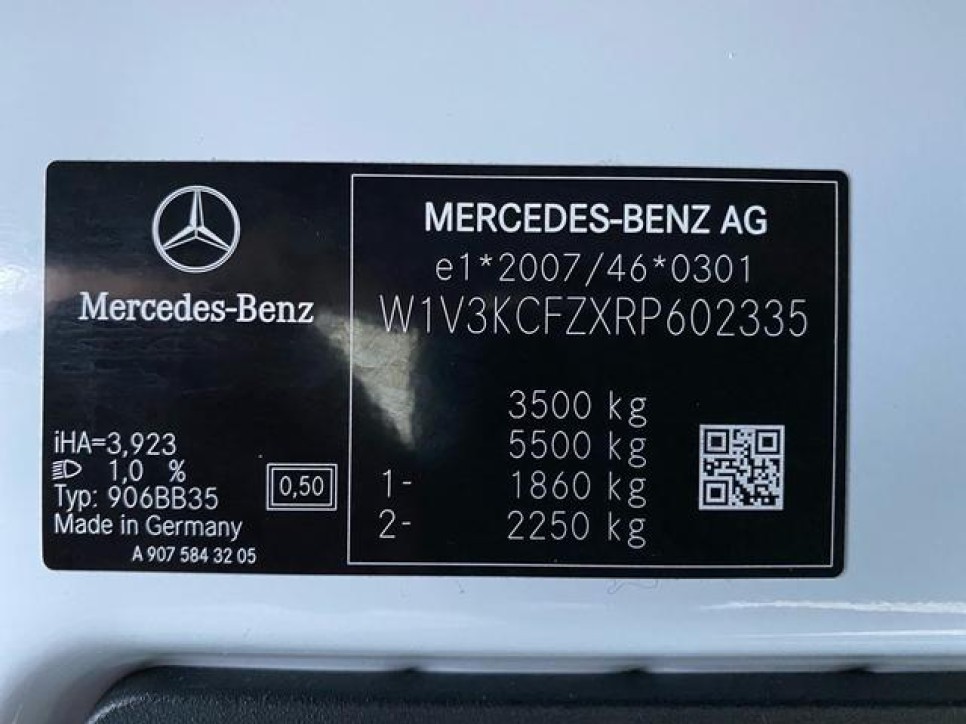 Mercedes-Benz
iHA=3,923
1,0 %
Typ: 906BB35
Made in Germany
A 907 584 32 05
0,50
MERCEDES-BENZ AG
e1*2007/46*0301
W1V3KCFZXRP602335
3500 kg
5500 kg
1- 1860 kg
2- 2250 kg